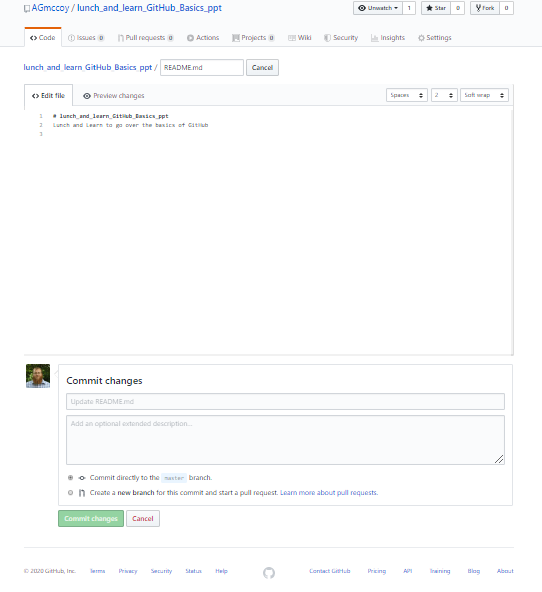 AGmccoy / lunch_and_learn_GitHub_Basics_ppt
Unwatch 1 Star 0 Fork 0
Code Issues 0 Pull requests 0 Actions Projects 0 Wiki Security Insights Settings
lunch_and_learn_GitHub_Basics_ppt / README.md Cancel
Edit file Preview changes Spaces 2 Soft wrap
1 # lunch_and_learn_GitHub_Basics_ppt
2 Lunch and Learn to go over the basics of GitHub
3
Commit changes
Update README.md
Add an optional extended description...
Commit directly to the master branch.
Create a new branch for this commit and start a pull request. Learn more about pull requests.
Commit changes Cancel
© 2020 GitHub, Inc. Terms Privacy Security Status Help Contact GitHub Pricing API Training Blog About